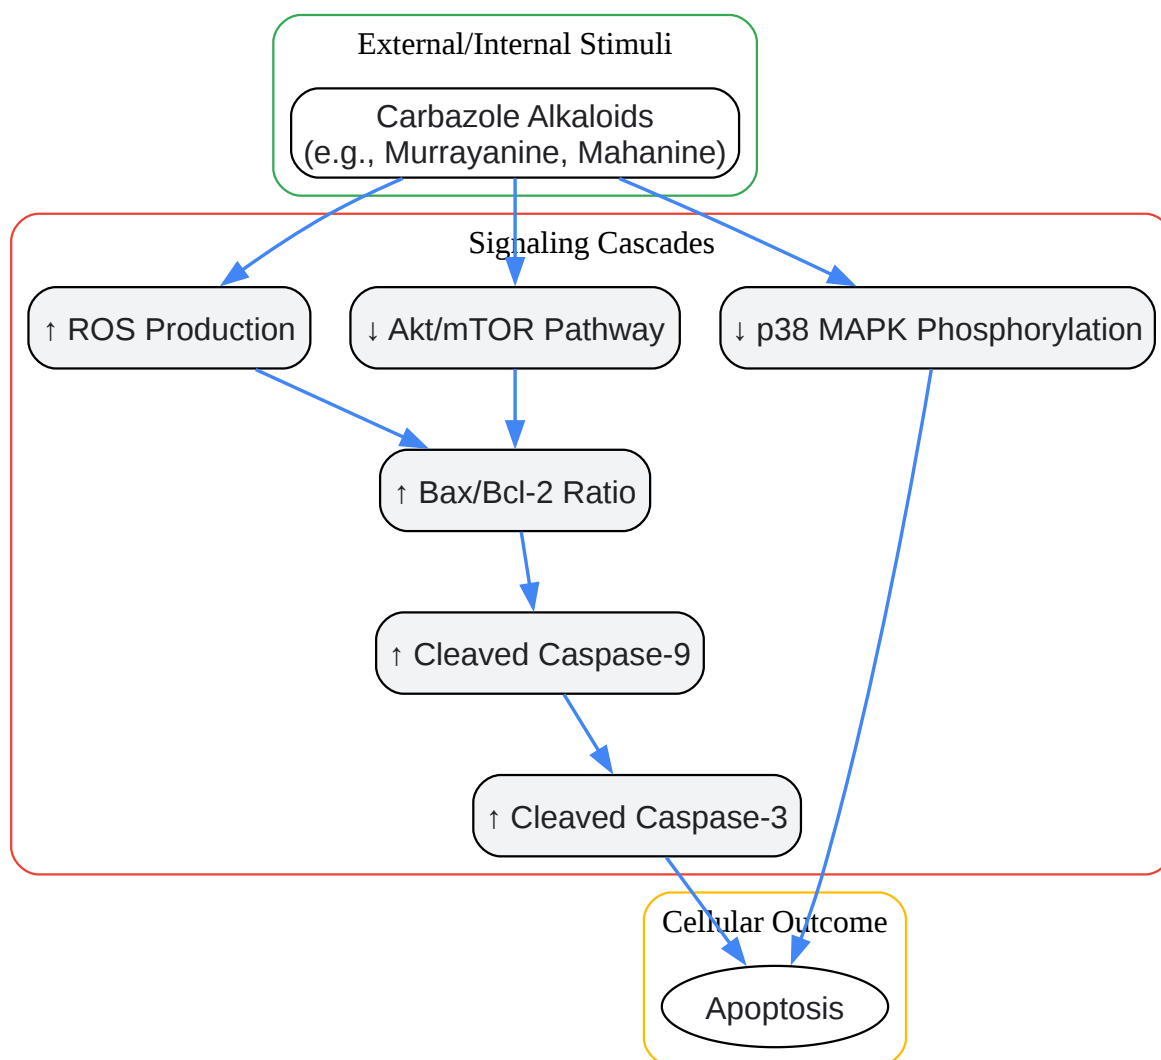 External/Internal Stimuli
Carbazole Alkaloids
(e.g., Murrayanine, Mahanine)
Signaling Cascades
↑ ROS Production
↓ Akt/mTOR Pathway
↓ p38 MAPK Phosphorylation
↑ Bax/Bcl-2 Ratio
↑ Cleaved Caspase-9
↑ Cleaved Caspase-3
Cellular Outcome
Apoptosis